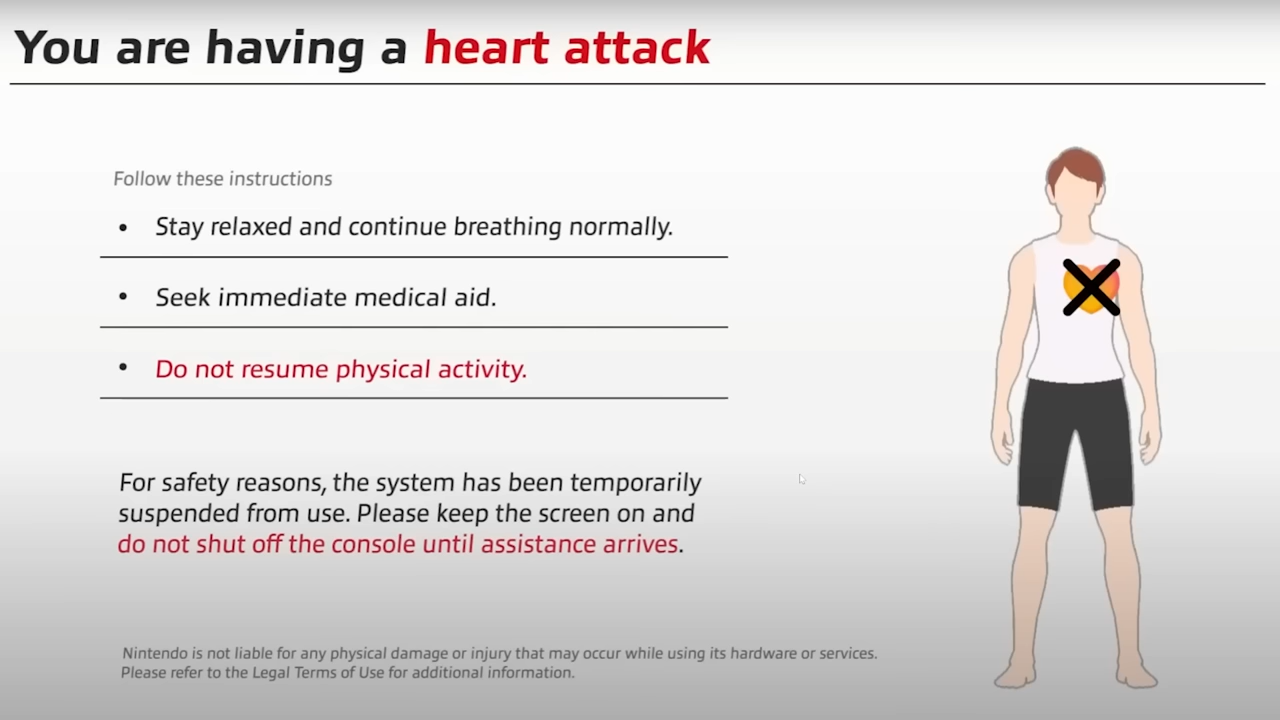 You are having a heart attack
Follow these instructions
• Stay relaxed and continue breathing normally.
• Seek immediate medical aid.
• Do not resume physical activity.
For safety reasons, the system has been temporarily
suspended from use. Please keep the screen on and
do not shut off the console until assistance arrives.
Nintendo is not liable for any physical damage or injury that may occur while using its hardware or services.
Please refer to the Legal Terms of Use for additional information.